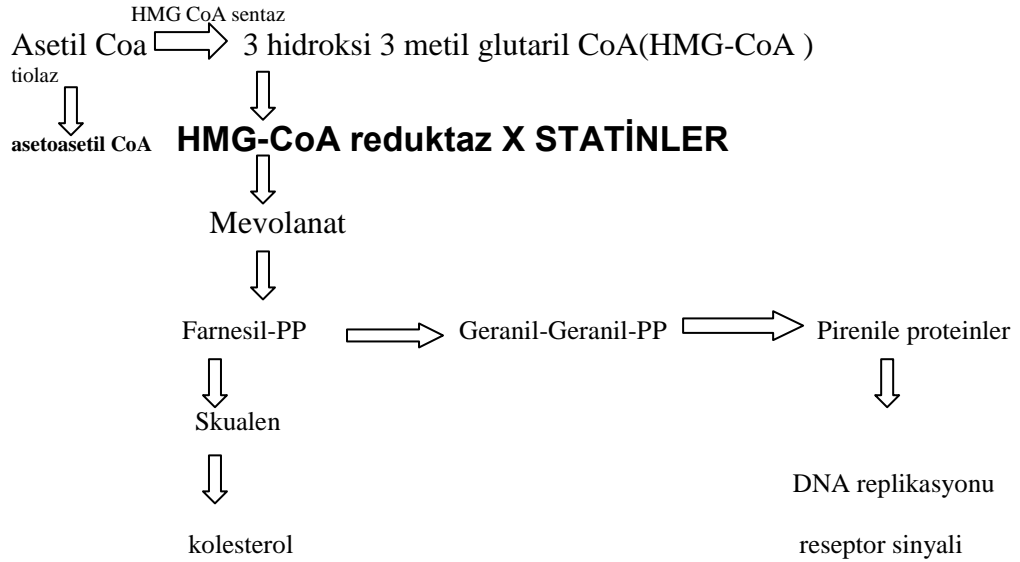 HMG CoA sentaz
Asetil Coa 3 hidroksi 3 metil glutaril CoA(HMG-CoA )
tiolaz
asetoasetil CoA HMG-CoA reduktaz X STATİNLER
Mevolanat
Farnesil-PP Geranil-Geranil-PP Pirenile proteinler
Skualen
DNA replikasyonu
kolesterol reseptor sinyali